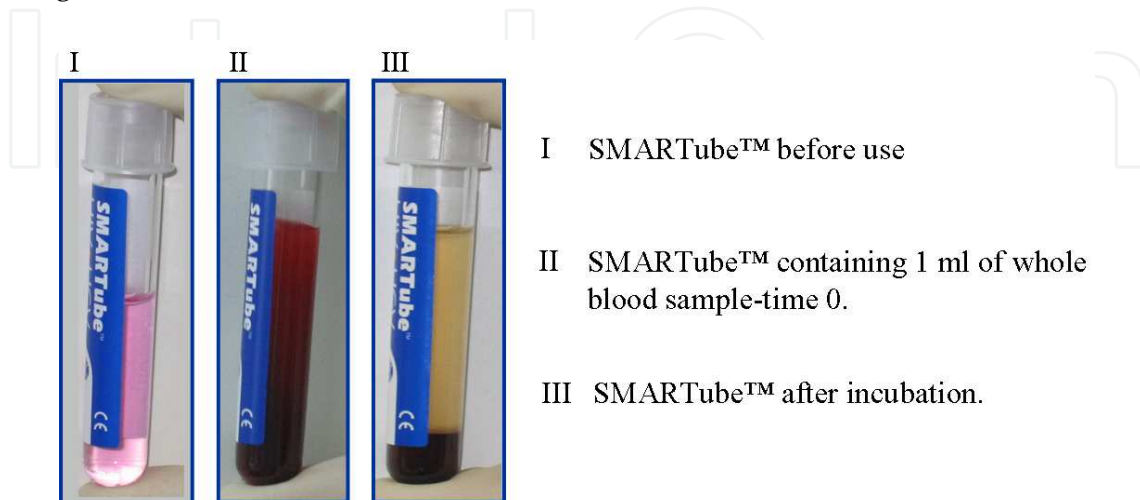 I
II
III
SMARTube™
CE
SMARTube
CE
SMARTube
CE
I SMARTube™ before use
II SMARTube™ containing 1 ml of whole
blood sample-time 0.
III SMARTube™ after incubation.